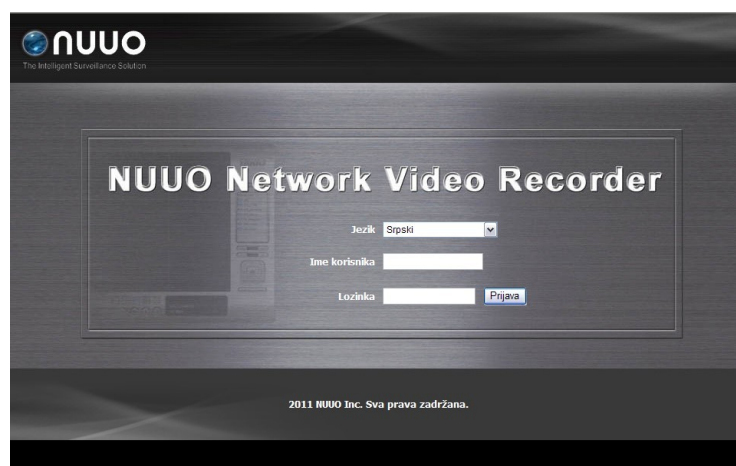 NUUO
The Intelligent Surveillance Solution
NUUO Network Video Recorder
Jezik Srpski
Ime korisnika
Lozinka Prijava
2011 NUUO Inc. Sva prava zadržana.